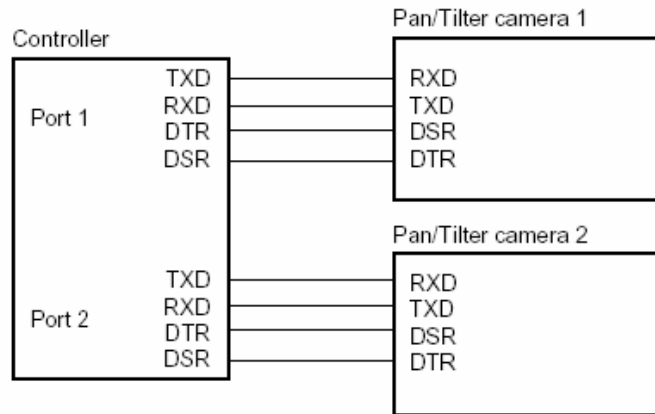 Controller
Port 1
TXD
RXD
DTR
DSR
Port 2
TXD
RXD
DTR
DSR
Pan/Tilter camera 1
RXD
TXD
DSR
DTR
Pan/Tilter camera 2
RXD
TXD
DSR
DTR